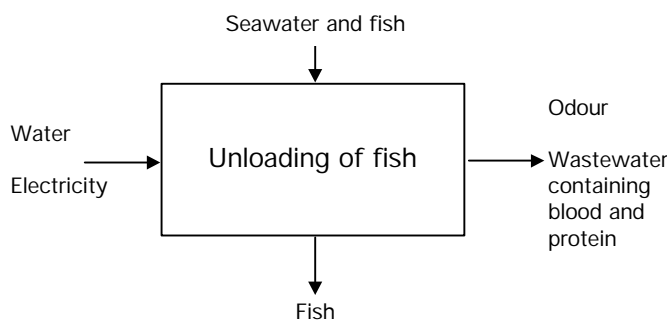 Seawater and fish
Water
Electricity
Unloading of fish
Odour
Wastewater
containing
blood and
protein
Fish